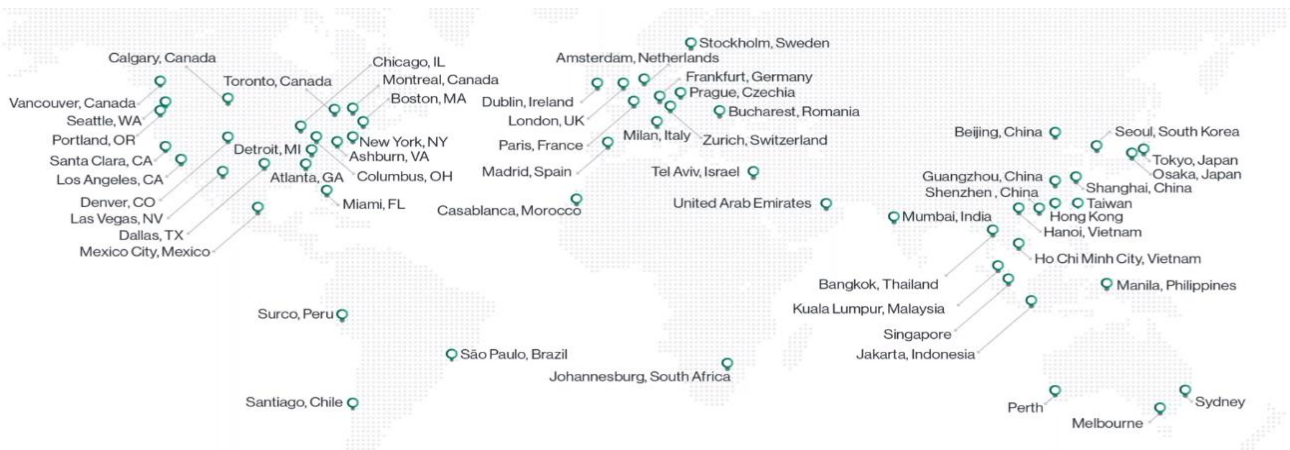 Stockholm, Sweden
Calgary, Canada
Chicago, IL
Amsterdam, Netherlands
Toronto, Canada
Montreal, Canada
Frankfurt, Germany
Vancouver, Canada
Boston, MA
Dublin, Ireland
Prague, Czechia
Seattle, WA
London, UK
Bucharest, Romania
Portland, OR
Detroit, MI
New York, NY
Paris, France
Milan, Italy
Zurich, Switzerland
Beijing, China
Seoul, South Korea
Santa Clara, CA
Ashburn, VA
Tokyo, Japan
Los Angeles, CA
Atlanta, GA
Columbus, OH
Madrid, Spain
Tel Aviv, Israel
Guangzhou, China
Osaka, Japan
Denver, CO
Miami, FL
Casablanca, Morocco
United Arab Emirates
Shenzhen , China
Shanghai, China
Las Vegas, NV
Mumbai, India
Taiwan
Hong Kong
Dallas, TX
Hanoi, Vietnam
Mexico City, Mexico
Ho Chi Minh City, Vietnam
Bangkok, Thailand
Manila, Philippines
Kuala Lumpur, Malaysia
Surco, Peru
Singapore
São Paulo, Brazil
Jakarta, Indonesia
Johannesburg, South Africa
Santiago, Chile
Perth
Sydney
Melbourne